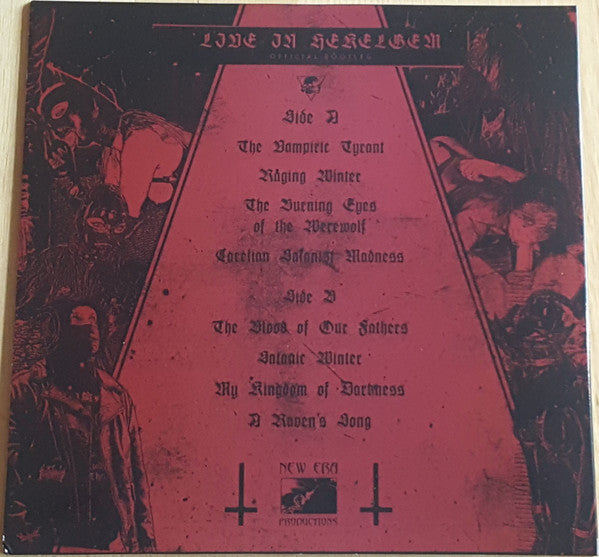 LIVE IN HEKELGEM
OFFICIAL BOOTLEG
Side A
The Vampiric Tyrant
Raging Winter
The Burning Eyes
of the Werewolf
Carelian Satanist Madness
Side B
The Blood of Our Fathers
Satanic Winter
My Kingdom of Darkness
A Raven's Song
NEW ERA
PRODUCTIONS